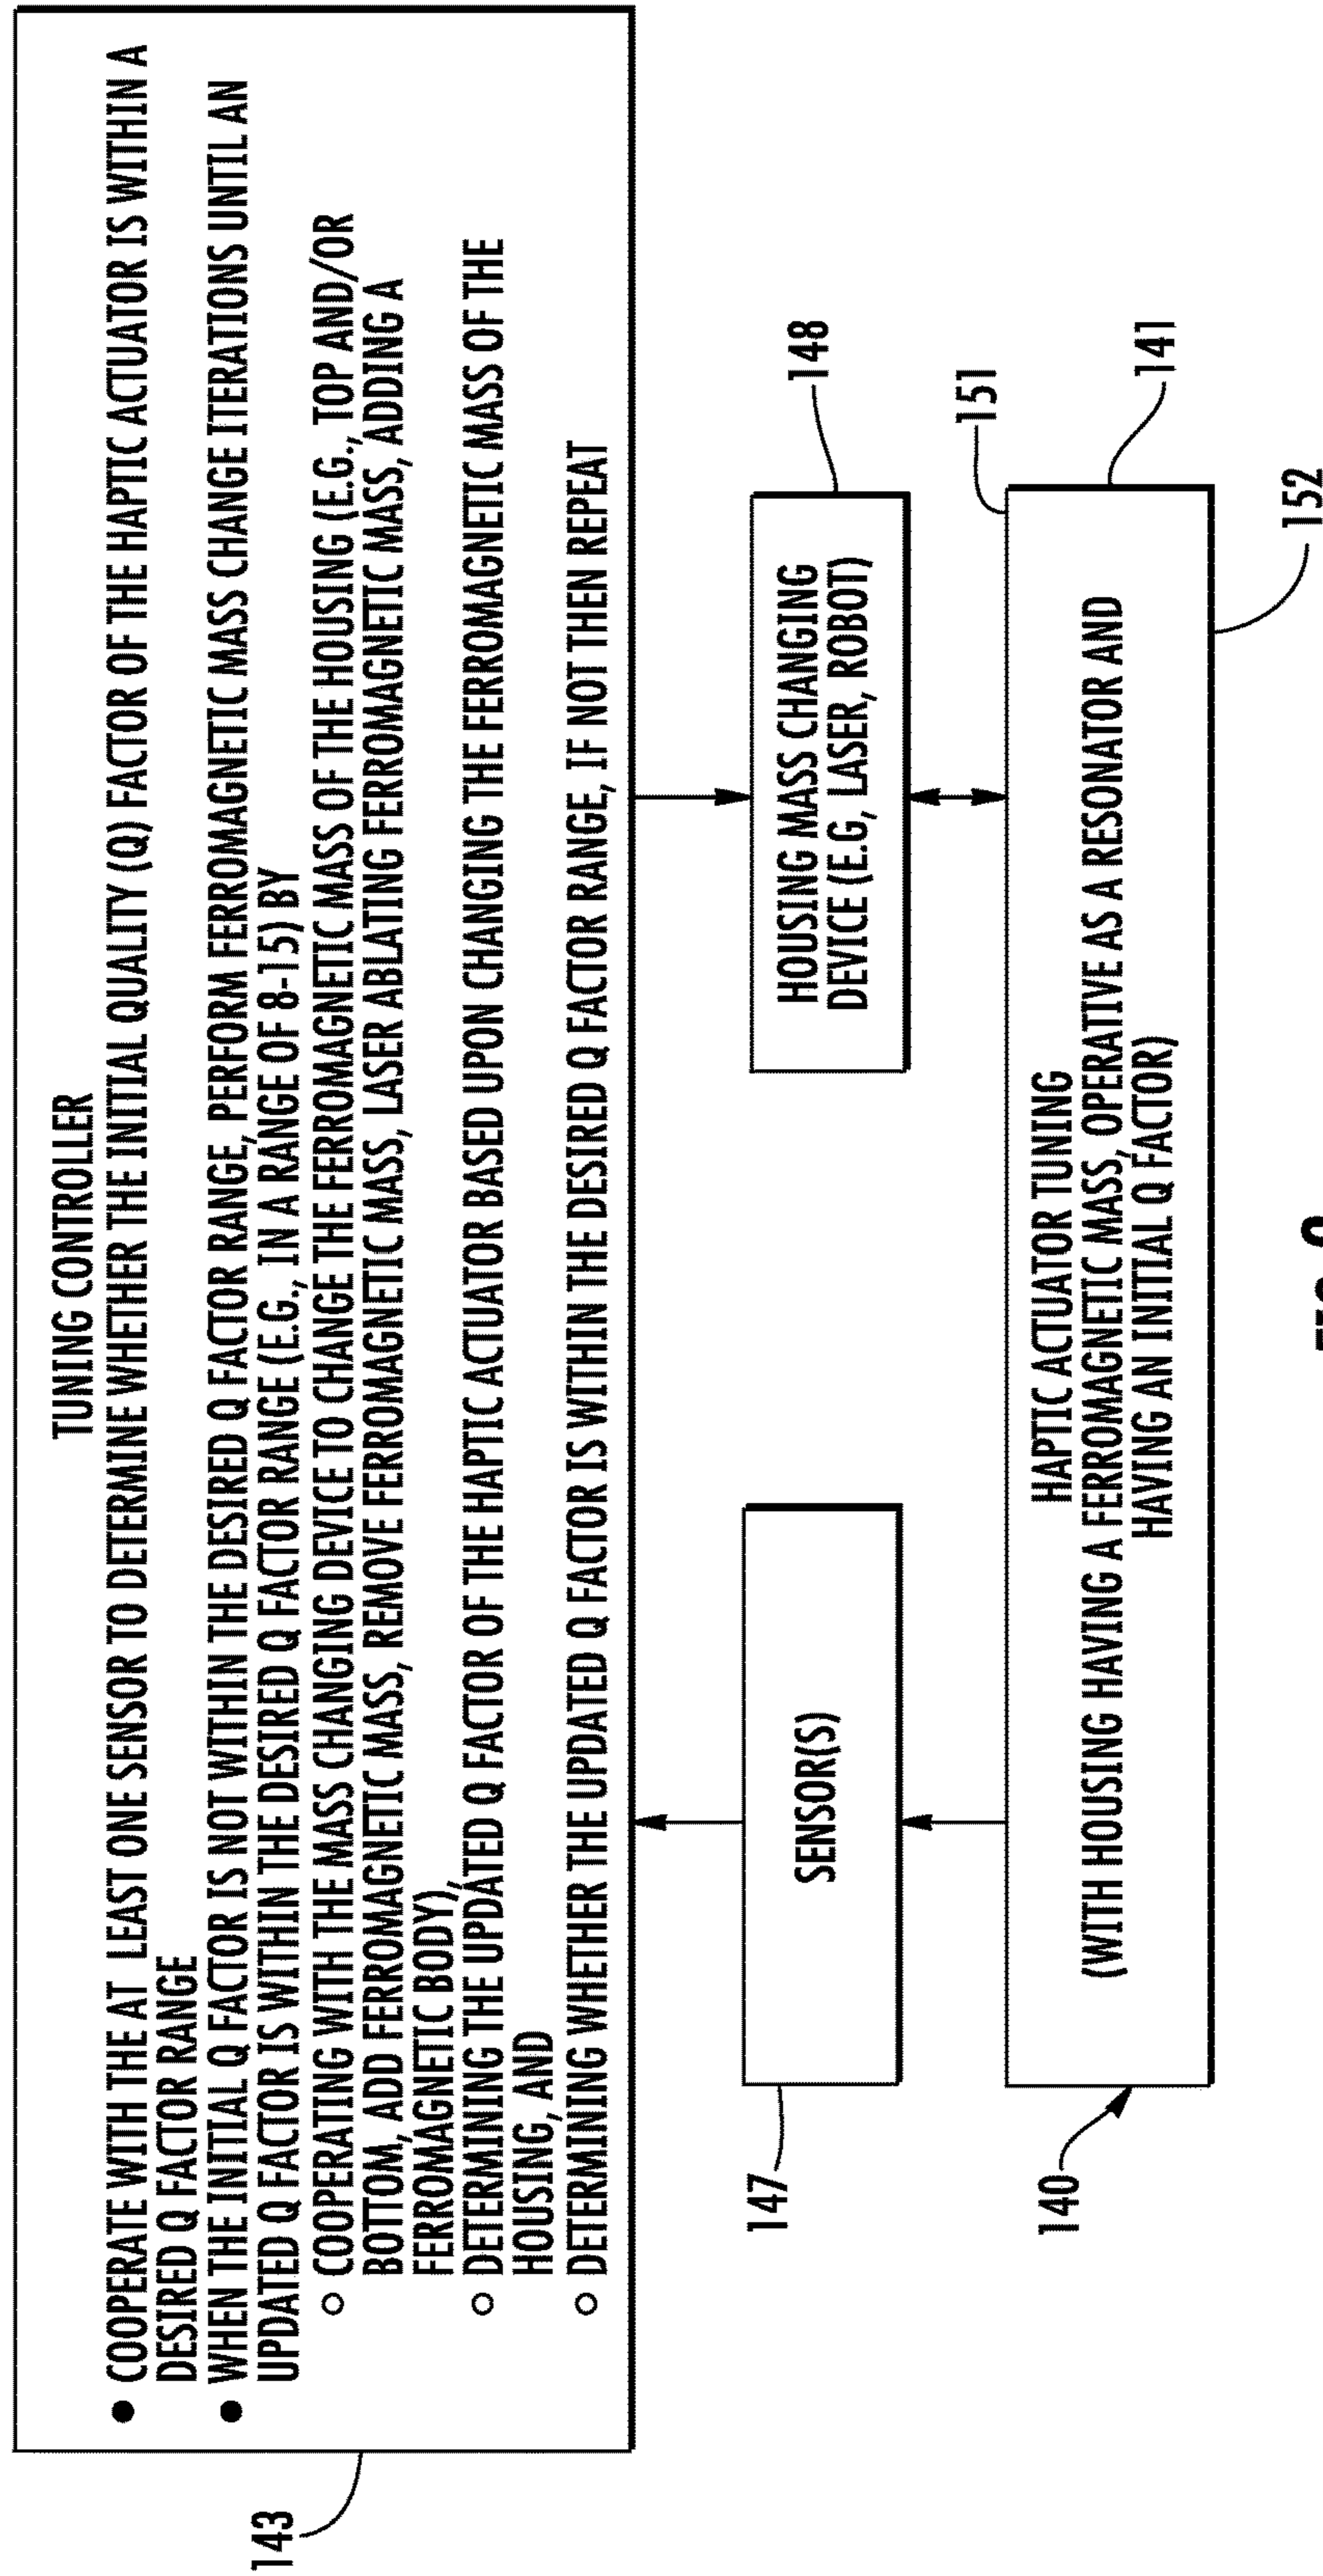 TUNING CONTROLLER
● COOPERATE WITH THE AT LEAST ONE SENSOR TO DETERMINE WHETHER THE INITIAL QUALITY (Q) FACTOR OF THE HAPTIC ACTUATOR IS WITHIN A
DESIRED Q FACTOR RANGE
● WHEN THE INITIAL Q FACTOR IS NOT WITHIN THE DESIRED Q FACTOR RANGE, PERFORM FERROMAGNETIC MASS CHANGE ITERATIONS UNTIL AN
UPDATED Q FACTOR IS WITHIN THE DESIRED Q FACTOR RANGE (E.G., IN A RANGE OF 8-15) BY
○ COOPERATING WITH THE MASS CHANGING DEVICE TO CHANGE THE FERROMAGNETIC MASS OF THE HOUSING (E.G., TOP AND/OR
BOTTOM, ADD FERROMAGNETIC MASS, REMOVE FERROMAGNETIC MASS, LASER ABLATING FERROMAGNETIC MASS, ADDING A
FERROMAGNETIC BODY),
○ DETERMINING THE UPDATED Q FACTOR OF THE HAPTIC ACTUATOR BASED UPON CHANGING THE FERROMAGNETIC MASS OF THE
HOUSING, AND
○ DETERMINING WHETHER THE UPDATED Q FACTOR IS WITHIN THE DESIRED Q FACTOR RANGE, IF NOT THEN REPEAT
143
147
SENSOR(S)
HOUSING MASS CHANGING
DEVICE (E.G, LASER, ROBOT)
148
151
140
HAPTIC ACTUATOR TUNING
(WITH HOUSING HAVING A FERROMAGNETIC MASS, OPERATIVE AS A RESONATOR AND
HAVING AN INITIAL Q FACTOR)
141
152